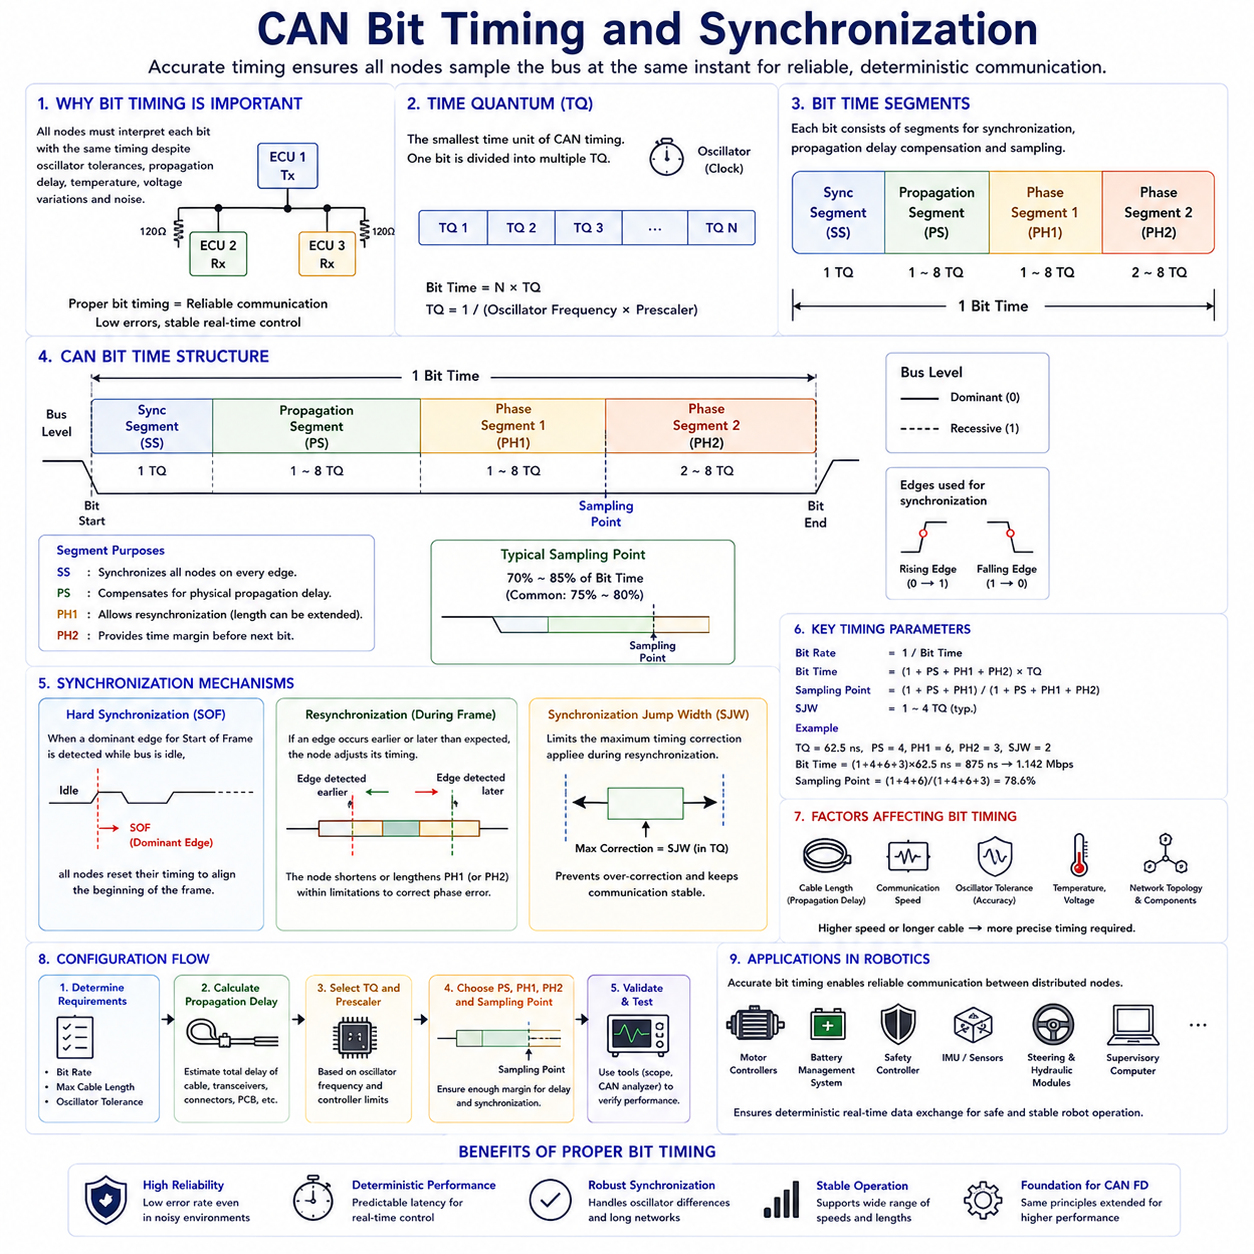 CAN Bit Timing and Synchronization
Accurate timing ensures all nodes sample the bus at the same instant for reliable, deterministic communication.
1. WHY BIT TIMING IS IMPORTANT
All nodes must interpret each bit
with the same timing despite
oscillator tolerances, propagation
delay, temperature, voltage
variations and noise.
ECU 1
Tx
120Ω
120Ω
ECU 2
Rx
ECU 3
Rx
Proper bit timing = Reliable communication
Low errors, stable real-time control
2. TIME QUANTUM (TQ)
The smallest time unit of CAN timing.
One bit is divided into multiple TQ.
Oscillator
(Clock)
TQ 1 TQ 2 TQ 3 ... TQ N
Bit Time = N × TQ
TQ = 1 / (Oscillator Frequency × Prescaler)
3. BIT TIME SEGMENTS
Each bit consists of segments for synchronization,
propagation delay compensation and sampling.
Sync
Segment
(SS)
Propagation
Segment
(PS)
Phase
Segment 1
(PH1)
Phase
Segment 2
(PH2)
1 TQ 1 ~ 8 TQ 1 ~ 8 TQ 2 ~ 8 TQ
1 Bit Time
4. CAN BIT TIME STRUCTURE
1 Bit Time
Bus
Level
Sync
Segment
(SS)
Propagation
Segment
(PS)
Phase
Segment 1
(PH1)
Phase
Segment 2
(PH2)
1 TQ 1 ~ 8 TQ 1 ~ 8 TQ 2 ~ 8 TQ
Bit
Start
Sampling
Point
Bit
End
Bus Level
Dominant (0)
Recessive (1)
Edges used for
synchronization
Rising Edge
(0 → 1)
Falling Edge
(1 → 0)
Segment Purposes
SS : Synchronizes all nodes on every edge.
PS : Compensates for physical propagation delay.
PH1 : Allows resynchronization (length can be extended).
PH2 : Provides time margin before next bit.
Typical Sampling Point
70% ~ 85% of Bit Time
(Common: 75% ~ 80%)
Sampling
Point
5. SYNCHRONIZATION MECHANISMS
Hard Synchronization (SOF)
When a dominant edge for Start of Frame
is detected while bus is idle,
Idle
SOF
(Dominant Edge)
all nodes reset their timing to align
the beginning of the frame.
Resynchronization (During Frame)
If an edge occurs earlier or later than expected,
the node adjusts its timing.
Edge detected
earlier
Edge detected
later
The node shortens or lengthens PH1 (or PH2)
within limitations to correct phase error.
Synchronization Jump Width (SJW)
Limits the maximum timing correction
appliee during resynchronization.
Max Correction = SJW (in TQ)
Prevents over-correction and keeps
communication stable.
6. KEY TIMING PARAMETERS
Bit Rate = 1 / Bit Time
Bit Time = (1 + PS + PH1 + PH2) × TQ
Sampling Point = (1 + PS + PH1) / (1 + PS + PH1 + PH2)
SJW = 1 ~ 4 TQ (typ.)
Example
TQ = 62.5 ns, PS = 4, PH1 = 6, PH2 = 3, SJW = 2
Bit Time = (1+4+6+3)×62.5 ns = 875 ns → 1.142 Mbps
Sampling Point = (1+4+6)/(1+4+6+3) = 78.6%
7. FACTORS AFFECTING BIT TIMING
Cable Length
(Propagation Delay)
Communication
Speed
Oscillator Tolerance
(Accuracy)
Temperature,
Voltage
Network Topology
& Components
Higher speed or longer cable → more precise timing required.
8. CONFIGURATION FLOW
1. Determine
Requirements
• Bit Rate
• Max Cable Length
• Oscillator Tolerance
2. Calculate
Propagation Delay
Estimate total delay of
cable, transceivers,
connectors, PCB, etc.
3. Select TQ and
Prescaler
Based on oscillator
frequency and
controller limits
4. Choose PS, PH1, PH2
and Sampling Point
Sampling Point
Ensure enough margin for delay
and synchronization.
5. Validate
& Test
Use tools (scope,
CAN analyzer) to
verify performance.
9. APPLICATIONS IN ROBOTICS
Accurate bit timing enables reliable communication between distributed nodes.
Motor
Controllers
Battery
Management
System
Safety
Controller
IMU / Sensors
Steering &
Hydraulic
Modules
Supervisory
Computer
...
Ensures deterministic real-time data exchange for safe and stable robot operation.
BENEFITS OF PROPER BIT TIMING
High Reliability
Low error rate even
in noisy environments
Deterministic Performance
Predictable latency for
real-time control
Robust Synchronization
Handles oscillator differences
and long networks
Stable Operation
Supports wide range of
speeds and lengths
Foundation for CAN FD
Same principles extended for
higher performance